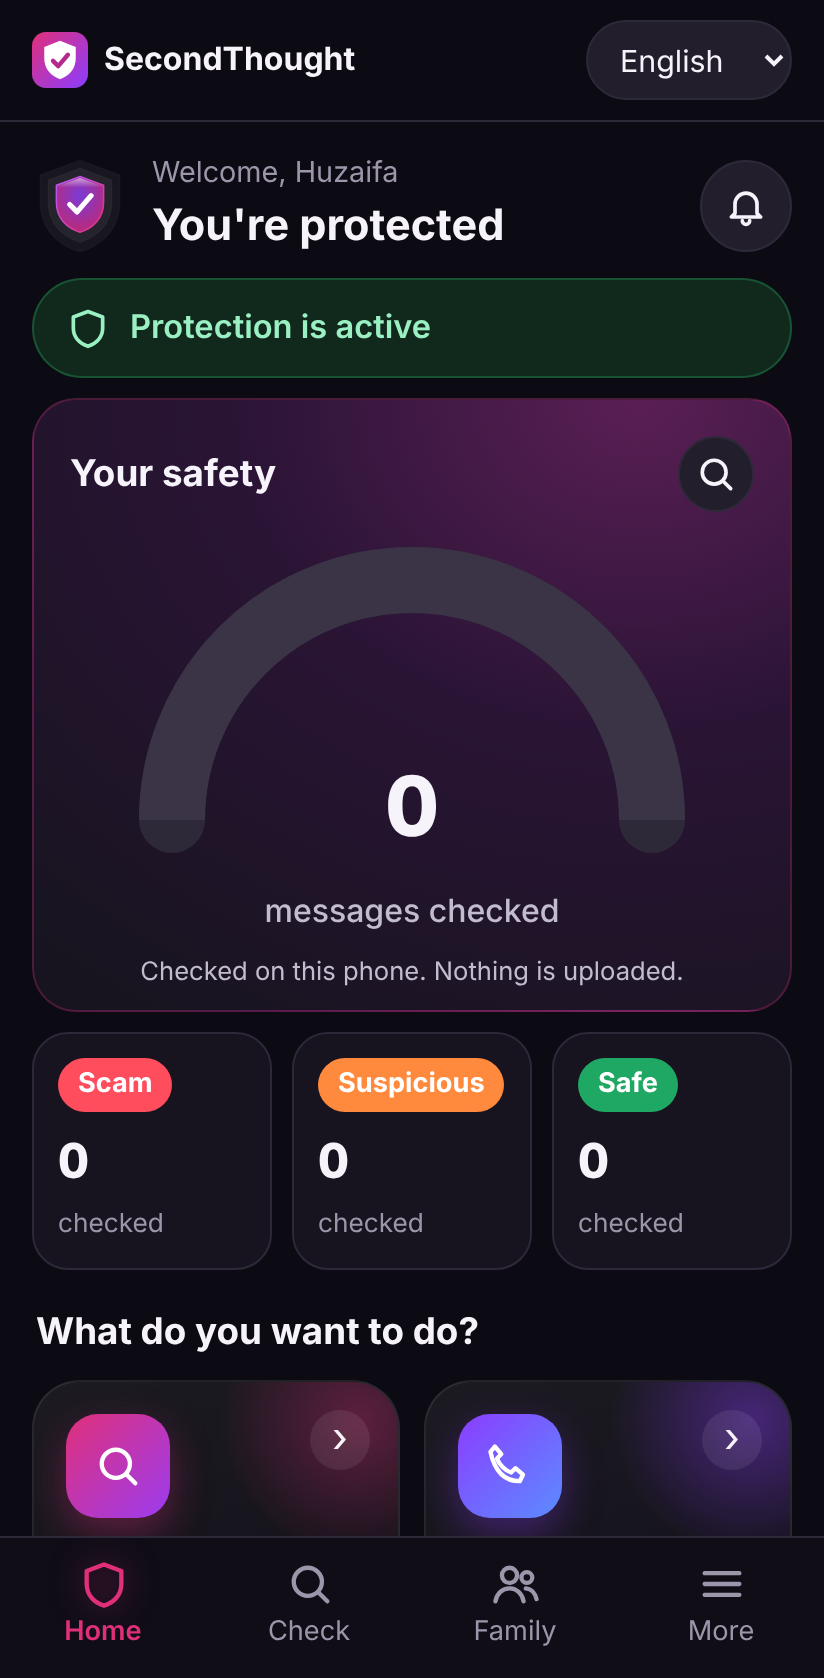 SecondThought
English
Welcome, Huzaifa
You're protected
Protection is active
Your safety
0
messages checked
Checked on this phone. Nothing is uploaded.
Scam
0
checked
Suspicious
0
checked
Safe
0
checked
What do you want to do?
Home
Check
Family
More